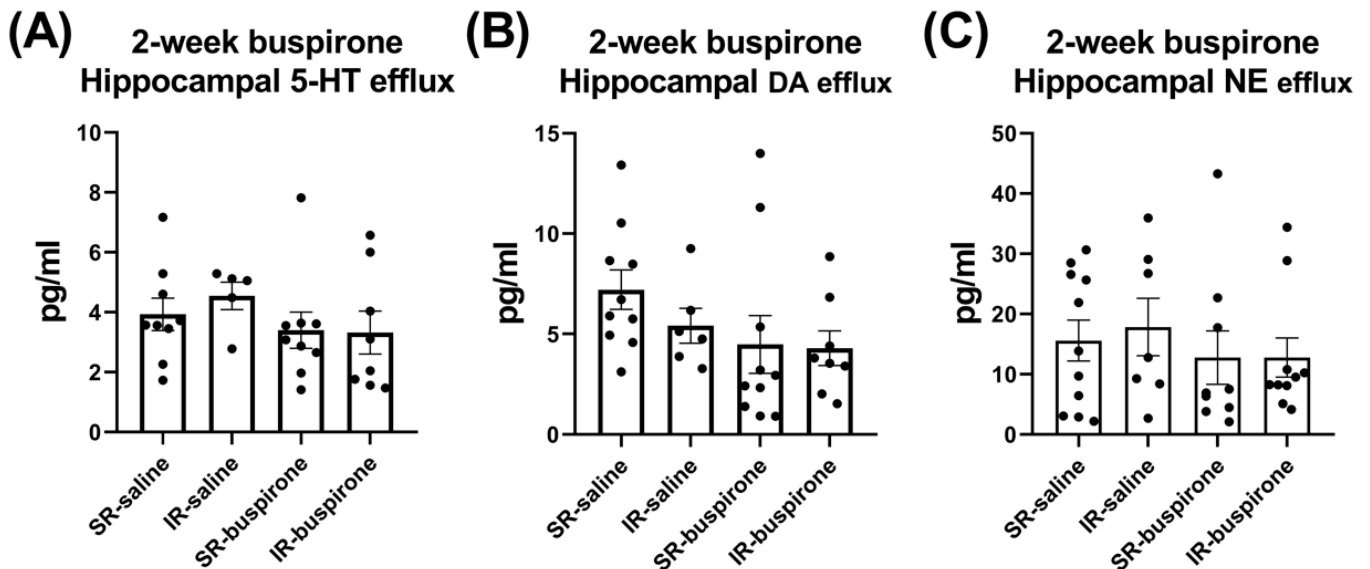 (A)
2-week buspirone
Hippocampal 5-HT efflux
pg/ml
10
8
6
4
2
0
SR-saline
IR-saline
SR-buspirone
IR-buspirone
(B)
2-week buspirone
Hippocampal DA efflux
pg/ml
15
10
5
0
SR-saline
IR-saline
SR-buspirone
IR-buspirone
(C)
2-week buspirone
Hippocampal NE efflux
pg/ml
50
40
30
20
10
0
SR-saline
IR-saline
SR-buspirone
IR-buspirone